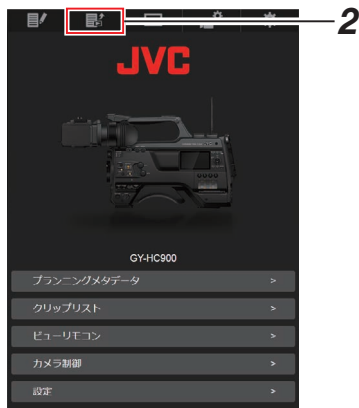 2
JVC
GY-HC900
プランニングメタデータ >
クリップリスト >
ビューリモコン >
カメラ制御 >
設定 >